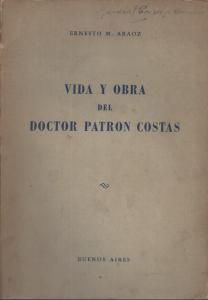 ERNESTO M. ARAOZ
VIDA Y OBRA
DEL
DOCTOR PATRON COSTAS
BUENOS AIRES